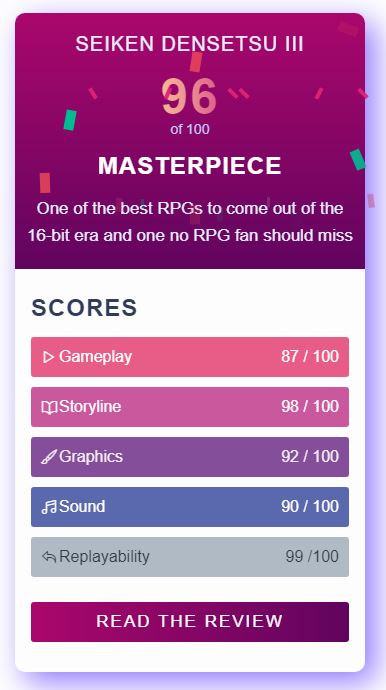 SEIKEN DENSETSU III
96
of 100
MASTERPIECE
One of the best RPGs to come out of the
16-bit era and one no RPG fan should miss
SCORES
Gameplay 87 / 100
Storyline 98 / 100
Graphics 92 / 100
Sound 90 / 100
Replayability 99 /100
READ THE REVIEW